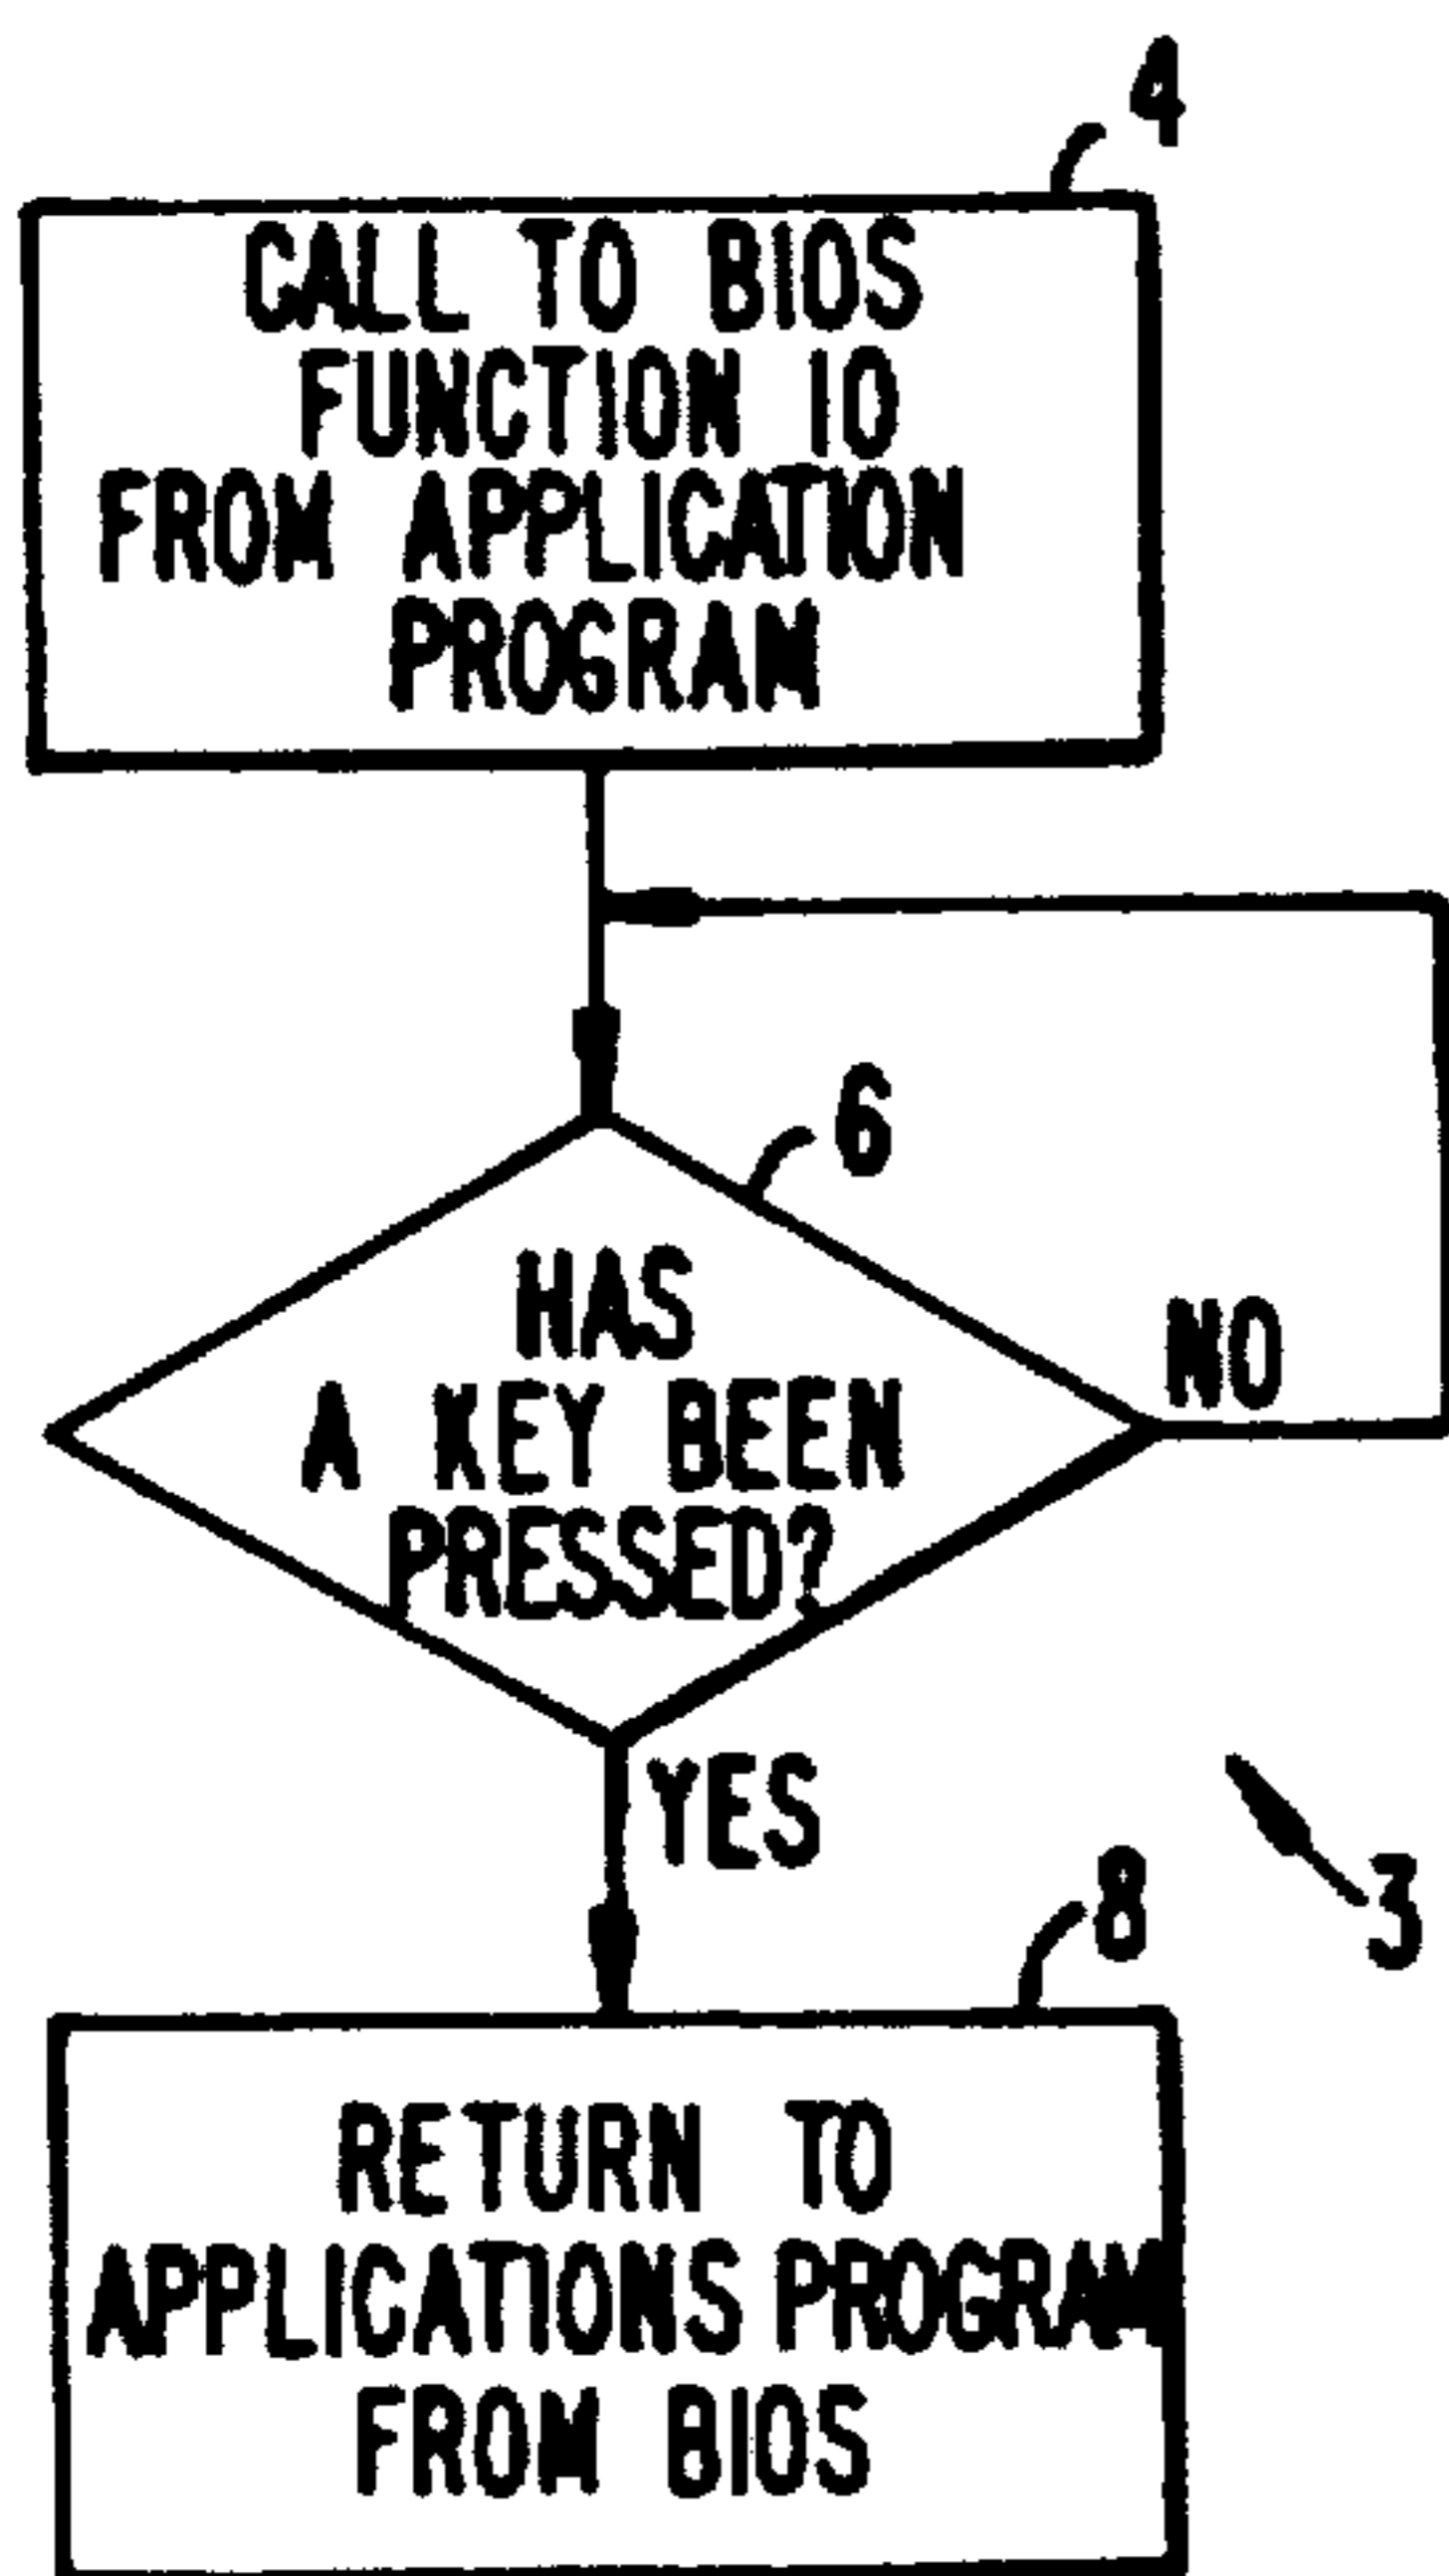 4
CALL TO BIOS
FUNCTION 10
FROM APPLICATION
PROGRAM
6
HAS
A KEY BEEN
PRESSED?
NO
YES
8
3
RETURN TO
APPLICATIONS PROGRAM
FROM BIOS